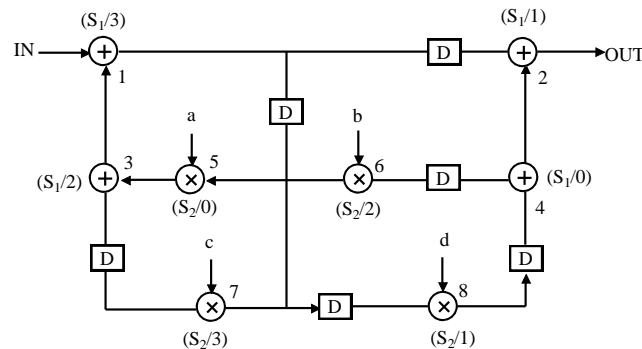 (S1/3)
(S1/1)
IN
+
D
+
OUT
1
2
D
a
b
3
5
6
D
+
×
×
+
(S1/0)
(S1/2)
(S2/0)
(S2/2)
4
c
d
D
D
7
D
8
×
×
(S2/3)
(S2/1)